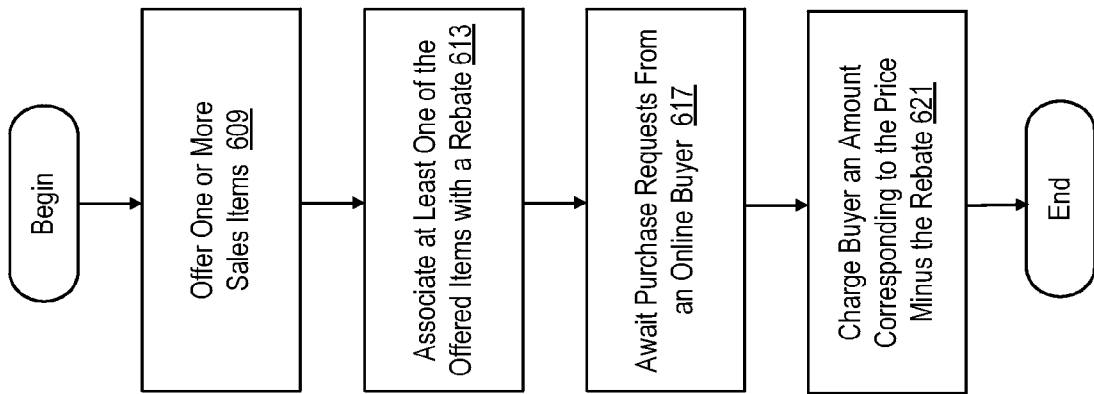 Begin
Offer One or More
Sales Items 609
Associate at Least One of the
Offered Items with a Rebate 613
Await Purchase Requests From
an Online Buyer 617
Charge Buyer an Amount
Corresponding to the Price
Minus the Rebate 621
End